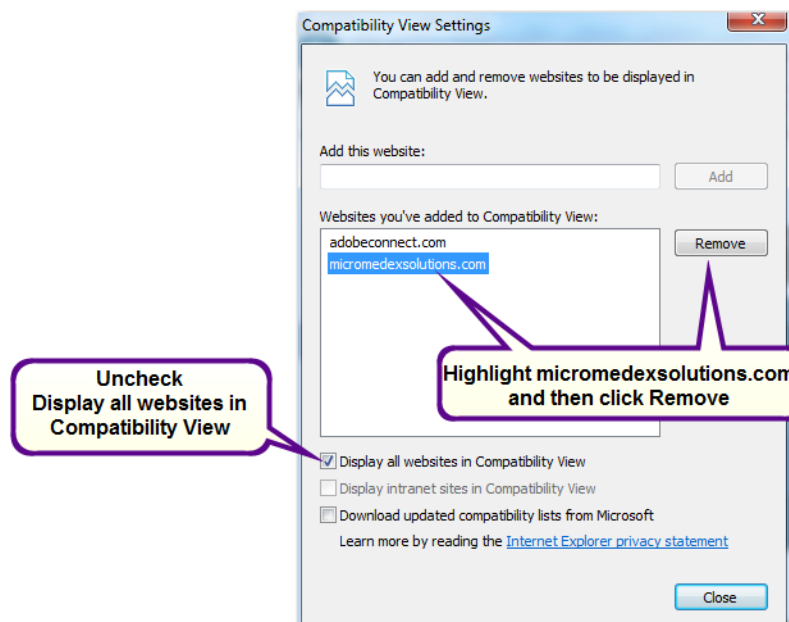 Compatibility View Settings
You can add and remove websites to be displayed in
Compatibility View.
Add this website:
Add
Websites you've added to Compatibility View:
adobeconnect.com
Remove
micromedexsolutions.com
Highlight micromedexsolutions.com
and then click Remove
Uncheck
Display all websites in
Compatibility View
Display all websites in Compatibility View
Display intranet sites in Compatibility View
Download updated compatibility lists from Microsoft
Learn more by reading the Internet Explorer privacy statement
Close